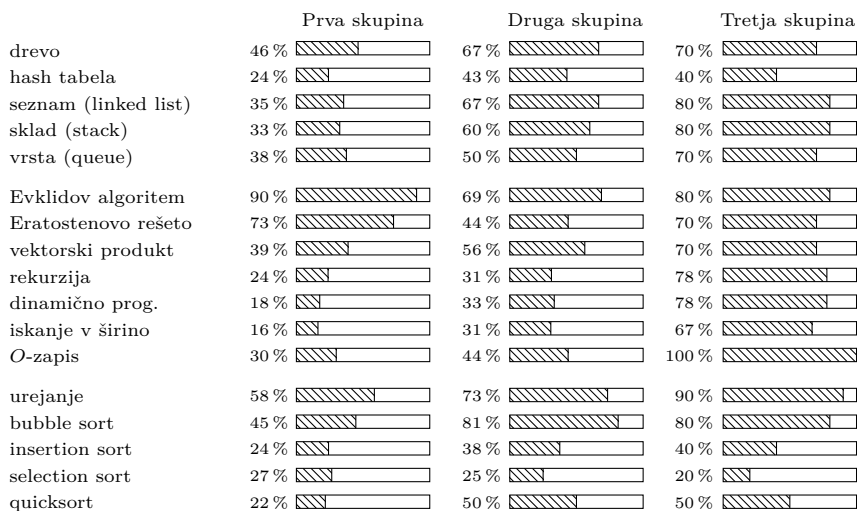 Prva skupina Druga skupina Tretja skupina
drevo 46 % 67 % 70 %
hash tabela 24 % 43 % 40 %
seznam (linked list) 35 % 67 % 80 %
sklad (stack) 33 % 60 % 80 %
vrsta (queue) 38 % 50 % 70 %
Evklidov algoritem 90 % 69 % 80 %
Eratostenovo rešeto 73 % 44 % 70 %
vektorski produkt 39 % 56 % 70 %
rekurzija 24 % 31 % 78 %
dinamično prog. 18 % 33 % 78 %
iskanje v širino 16 % 31 % 67 %
O-zapis 30 % 44 % 100 %
urejanje 58 % 73 % 90 %
bubble sort 45 % 81 % 80 %
insertion sort 24 % 38 % 40 %
selection sort 27 % 25 % 20 %
quicksort 22 % 50 % 50 %